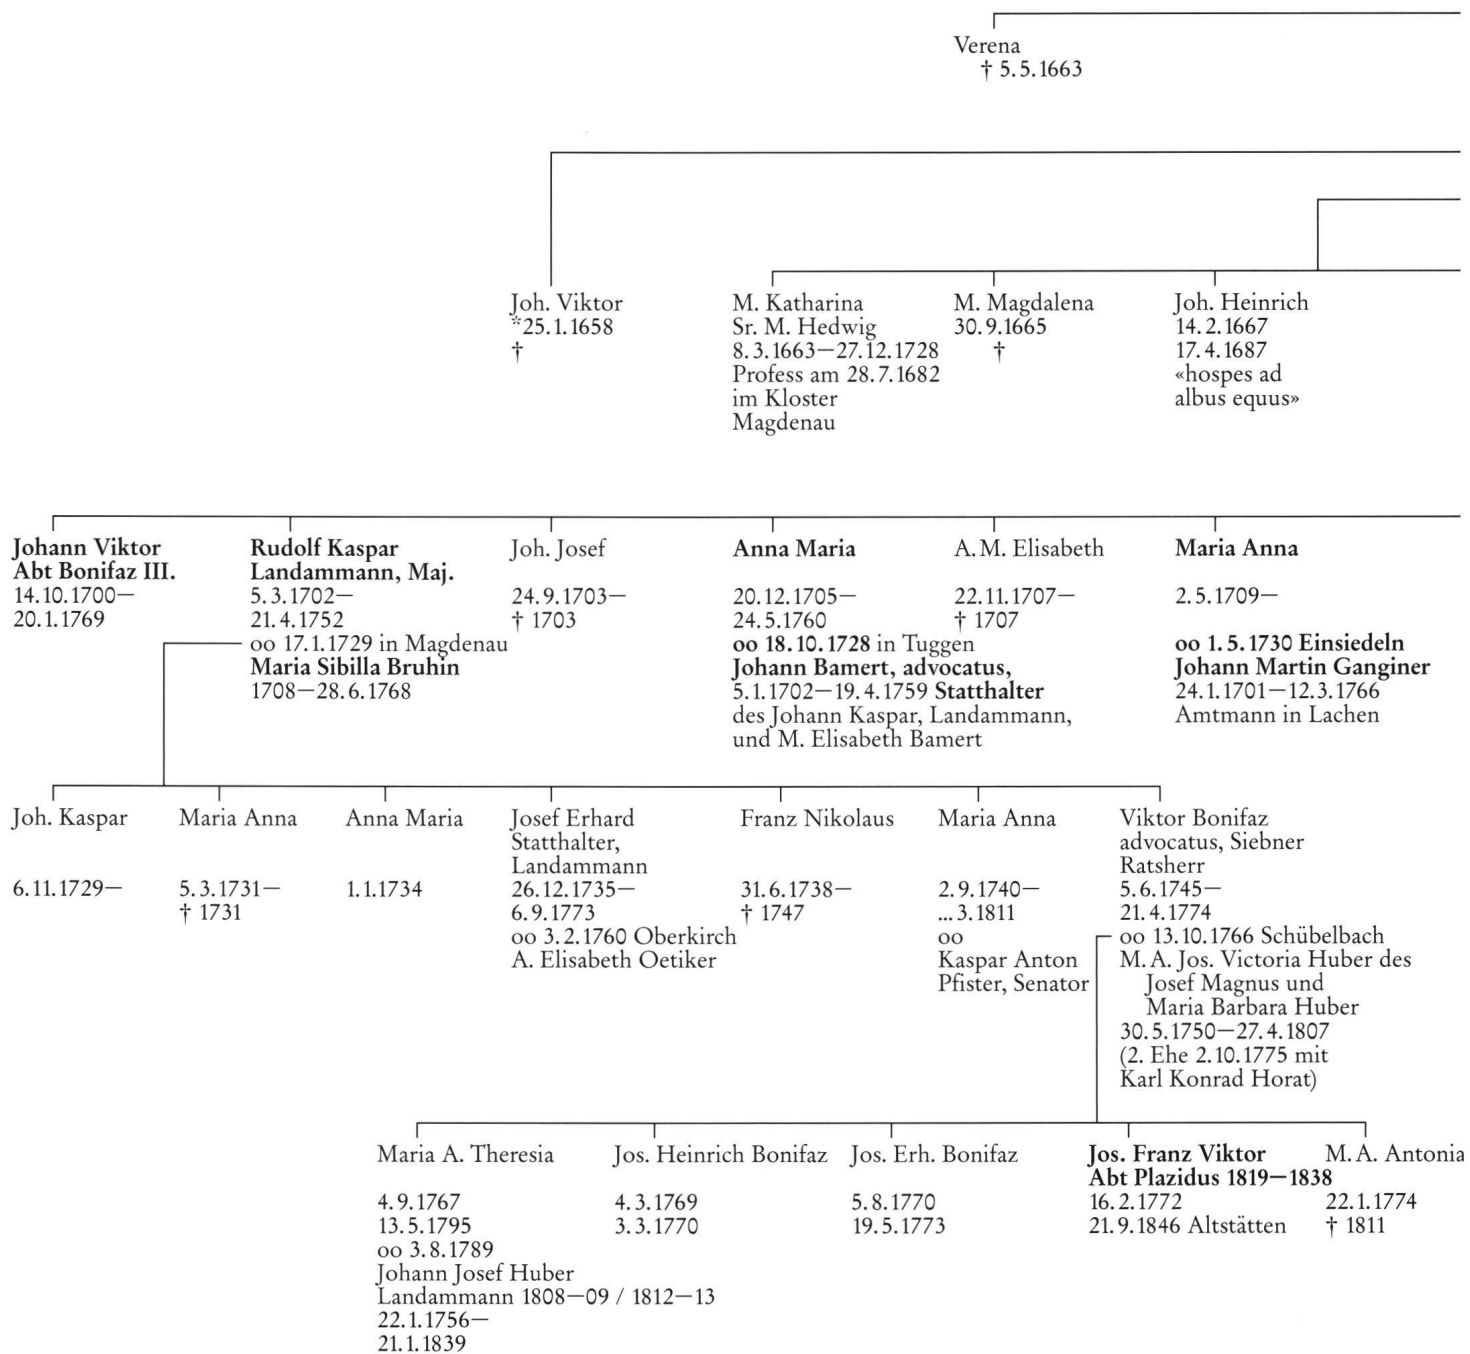 Verena
† 5.5.1663
Joh. Viktor
*25.1.1658
†
M. Katharina
Sr. M. Hedwig
8.3.1663—27.12.1728
Profess am 28.7.1682
im Kloster
Magdenau
M. Magdalena
30.9.1665
†
Joh. Heinrich
14.2.1667
17.4.1687
«hospes ad
albus equus»
Johann Viktor
Abt Bonifaz III.
14.10.1700—
20.1.1769
Rudolf Kaspar
Landammann, Maj.
5.3.1702—
21.4.1752
oo 17.1.1729 in Magdenau
Maria Sibilla Bruhin
1708—28.6.1768
Joh. Josef
24.9.1703—
† 1703
Anna Maria
20.12.1705—
24.5.1760
oo 18.10.1728 in Tuggen
Johann Bamert, advocatus,
5.1.1702—19.4.1759 Statthalter
des Johann Kaspar, Landammann,
und M. Elisabeth Bamert
A.M. Elisabeth
22.11.1707—
† 1707
Maria Anna
2.5.1709—
oo 1.5.1730 Einsiedeln
Johann Martin Ganginer
24.1.1701—12.3.1766
Amtmann in Lachen
Joh. Kaspar
6.11.1729—
Maria Anna
5.3.1731—
† 1731
Anna Maria
1.1.1734
Josef Erhard
Statthalter,
Landammann
26.12.1735—
6.9.1773
oo 3.2.1760 Oberkirch
A. Elisabeth Oetiker
Franz Nikolaus
31.6.1738—
† 1747
Maria Anna
2.9.1740—
...3.1811
oo
Kaspar Anton
Pfister, Senator
Viktor Bonifaz
advocatus, Siebner
Ratsherr
5.6.1745—
21.4.1774
oo 13.10.1766 Schübelbach
M.A. Jos. Victoria Huber des
Josef Magnus und
Maria Barbara Huber
30.5.1750—27.4.1807
(2. Ehe 2.10.1775 mit
Karl Konrad Horat)
Maria A. Theresia
4.9.1767
13.5.1795
oo 3.8.1789
Johann Josef Huber
Landammann 1808—09 / 1812—13
22.1.1756—
21.1.1839
Jos. Heinrich Bonifaz
4.3.1769
3.3.1770
Jos. Erh. Bonifaz
5.8.1770
19.5.1773
Jos. Franz Viktor
Abt Plazidus 1819—1838
16.2.1772
21.9.1846 Altstätten
M.A. Antonia
22.1.1774
† 1811